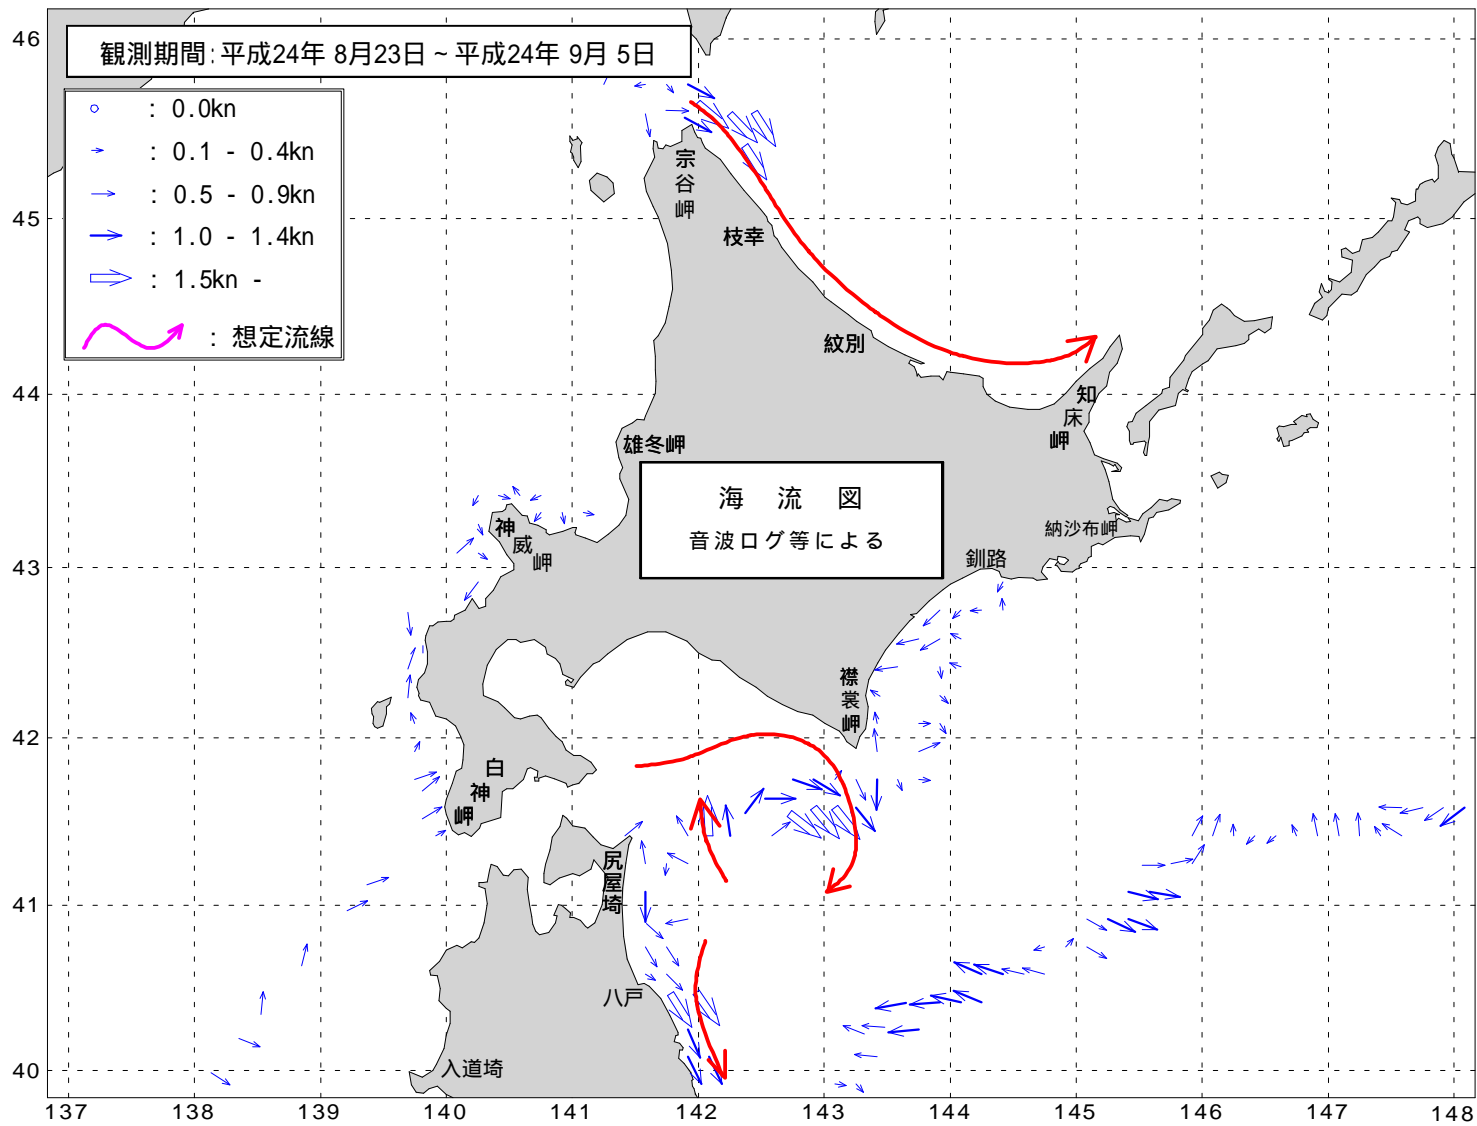 観測期間:平成24年 8月23日~平成24年 9月 5日
: 0.0kn
: 0.1 - 0.4kn
: 0.5 - 0.9kn
: 1.0 - 1.4kn
: 1.5kn -
: 想定流線
46
45
44
43
42
41
40
宗谷岬
枝幸
紋別
知床岬
雄冬岬
海 流 図
音波ログ等による
納沙布岬
釧路
神威岬
襟裳岬
白神岬
尻屋埼
八戸
入道埼
137 138 139 140 141 142 143 144 145 146 147 148